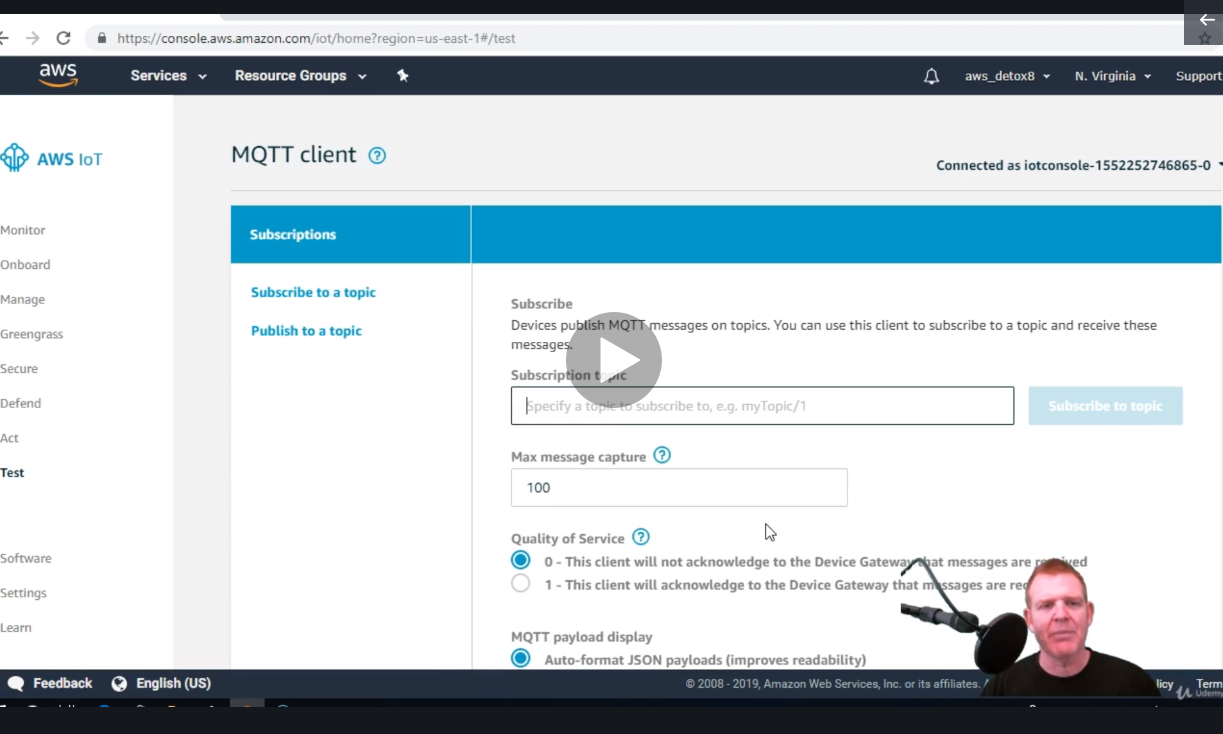 https://console.aws.amazon.com/iot/home?region=us-east-1#/test
aws Services Resource Groups aws_detox8 N. Virginia Support
AWS IoT
MQTT client ?
Connected as iotconsole-1552252746865-0
Monitor
Onboard
Manage
Greengrass
Secure
Defend
Act
Test
Software
Settings
Learn
Subscriptions
Subscribe to a topic
Publish to a topic
Subscribe
Devices publish MQTT messages on topics. You can use this client to subscribe to a topic and receive these
messages.
Subscription topic
Specify a topic to subscribe to, e.g. myTopic/1 Subscribe to topic
Max message capture ?
100
Quality of Service ?
0 - This client will not acknowledge to the Device Gateway that messages are received
1 - This client will acknowledge to the Device Gateway that messages are rec
MQTT payload display
Auto-format JSON payloads (improves readability)
Feedback English (US) © 2008 - 2019, Amazon Web Services, Inc. or its affiliates. licy Term
Udemy